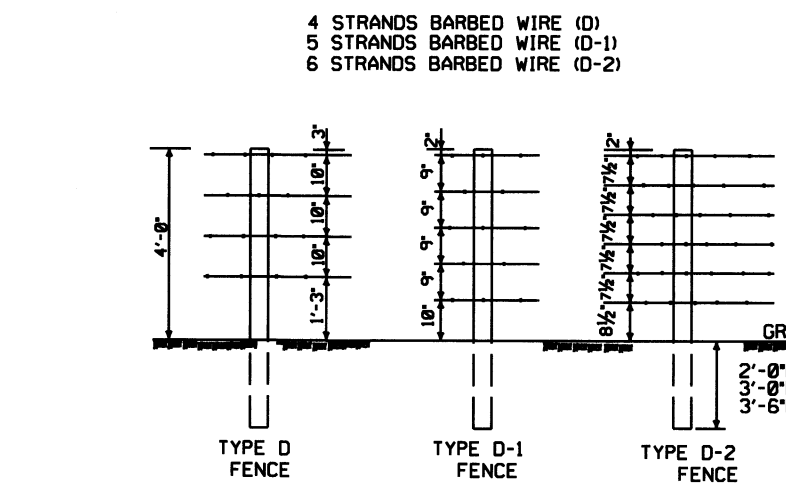 4 STRANDS BARBED WIRE (D)
5 STRANDS BARBED WIRE (D-1)
6 STRANDS BARBED WIRE (D-2)
3"
10"
10"
10"
1'-3"
4'-0"
2"
9"
9"
9"
9"
10"
2"
7½"
7½"
7½"
7½"
7½"
8½"
GR
2'-0"
3'-0"
3'-6"
TYPE D
FENCE
TYPE D-1
FENCE
TYPE D-2
FENCE